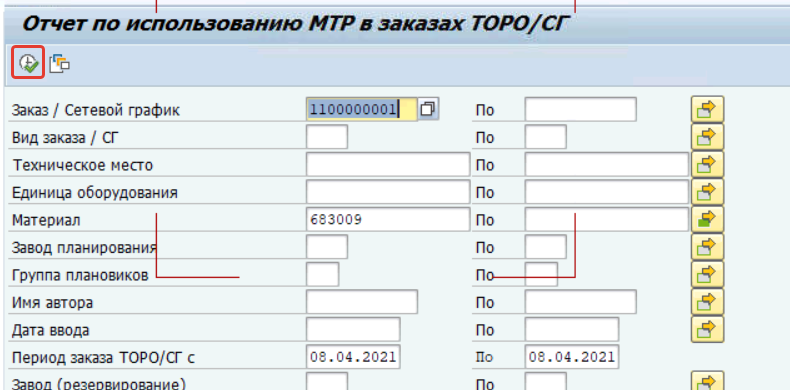 Отчет по использованию МТР в заказах ТОРО/СГ
Заказ / Сетевой график 1100000001 По
Вид заказа / СГ По
Техническое место По
Единица оборудования По
Материал 683009 По
Завод планирования По
Группа плановиков По
Имя автора По
Дата ввода По
Период заказа ТОРО/СГ с 08.04.2021 По 08.04.2021
Завод (резервирование) По